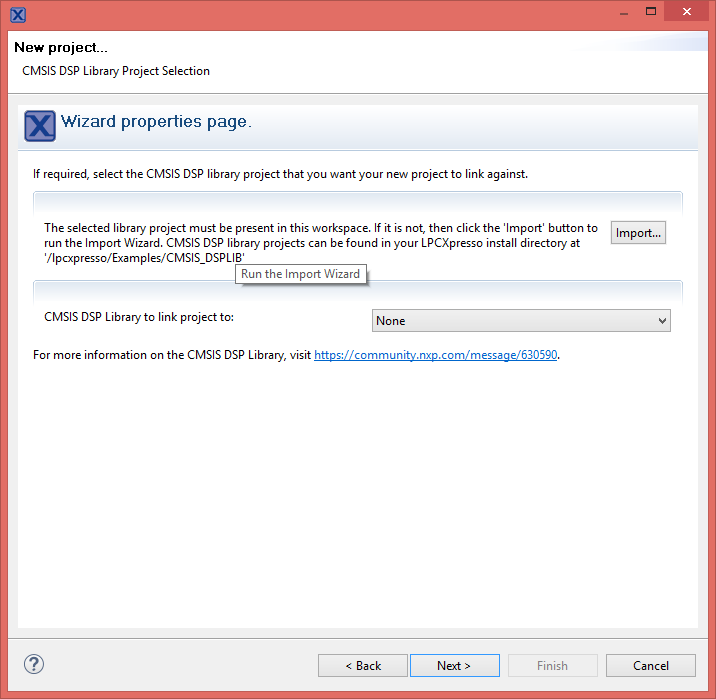 New project...
CMSIS DSP Library Project Selection
Wizard properties page.
If required, select the CMSIS DSP library project that you want your new project to link against.
The selected library project must be present in this workspace. If it is not, then click the 'Import' button to
run the Import Wizard. CMSIS DSP library projects can be found in your LPCXpresso install directory at
'/lpcxpresso/Examples/CMSIS_DSPLIB'
Import...
Run the Import Wizard
CMSIS DSP Library to link project to:
None
For more information on the CMSIS DSP Library, visit https://community.nxp.com/message/630590.
?
< Back
Next >
Finish
Cancel